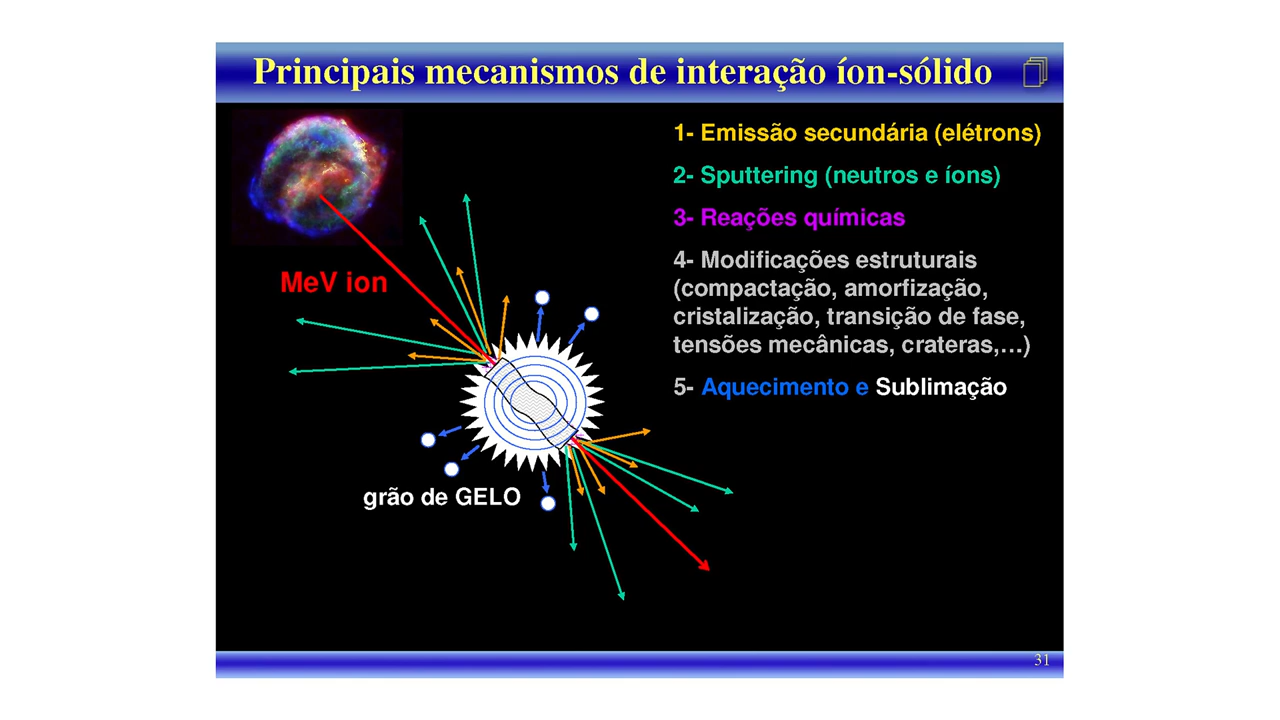 Principais mecanismos de interação íon-sólido
1- Emissão secundária (elétrons)
2- Sputtering (neutros e íons)
3- Reações químicas
4- Modificações estruturais
(compactação, amorfização,
cristalização, transição de fase,
tensões mecânicas, crateras,…)
5- Aquecimento e Sublimação
MeV ion
grão de GELO
31